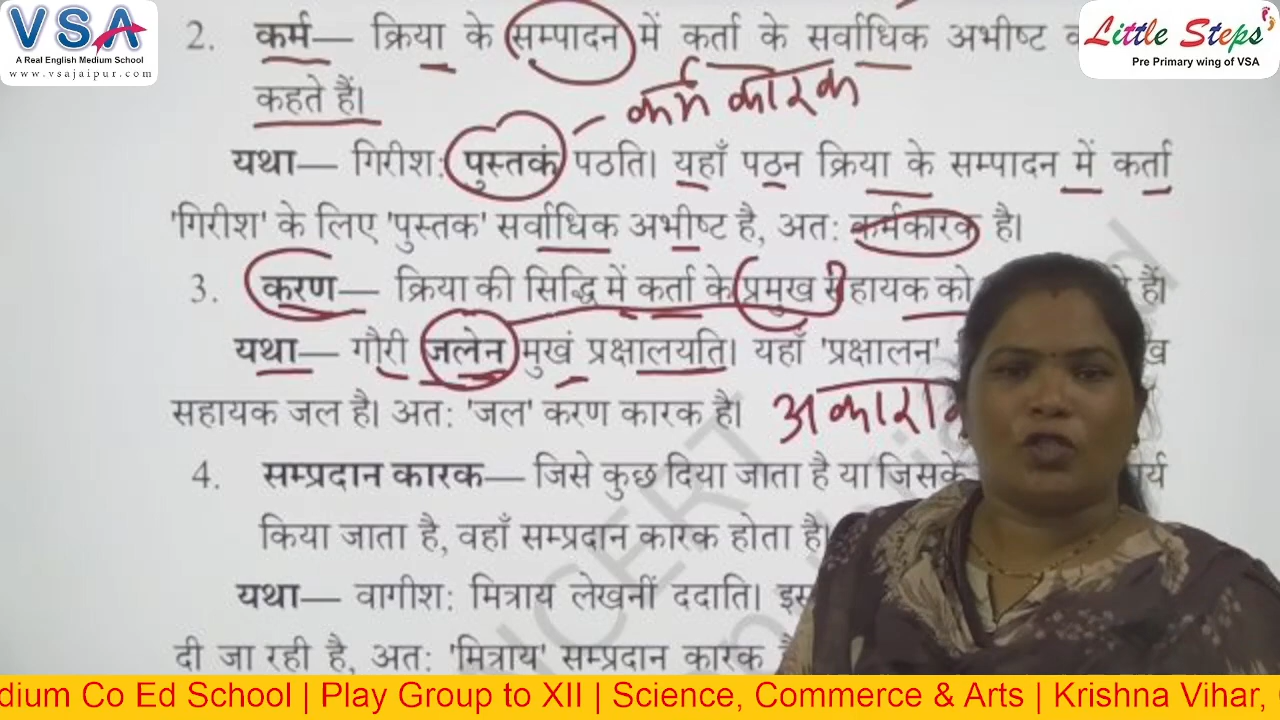 VSA
A Real English Medium School
www.vsajaipur.com
Little Steps
Pre Primary wing of VSA
2. कर्म— क्रिया के सम्पादन में कर्ता के सर्वाधिक अभीष्ट
कहते हैं।
कर्म कारक
यथा— गिरीश: पुस्तकं पठति। यहाँ पठन क्रिया के सम्पादन में कर्ता
'गिरीश' के लिए 'पुस्तक' सर्वाधिक अभीष्ट है, अत: कर्मकारक है।
3. करण— क्रिया की सिद्धि में कर्ता के प्रमुख सहायक को हैं।
यथा— गौरी जलेन मुखं प्रक्षालयति। यहाँ 'प्रक्षालन'
सहायक जल है। अत: 'जल' करण कारक है।
4. सम्प्रदान कारक— जिसे कुछ दिया जाता है या जिसके
किया जाता है, वहाँ सम्प्रदान कारक होता है।
यथा— वागीश: मित्राय लेखनीं ददाति।
दी जा रही है, अत: 'मित्राय' सम्प्रदान कारक
NCERT
dium Co Ed School | Play Group to XII | Science, Commerce & Arts | Krishna Vihar,